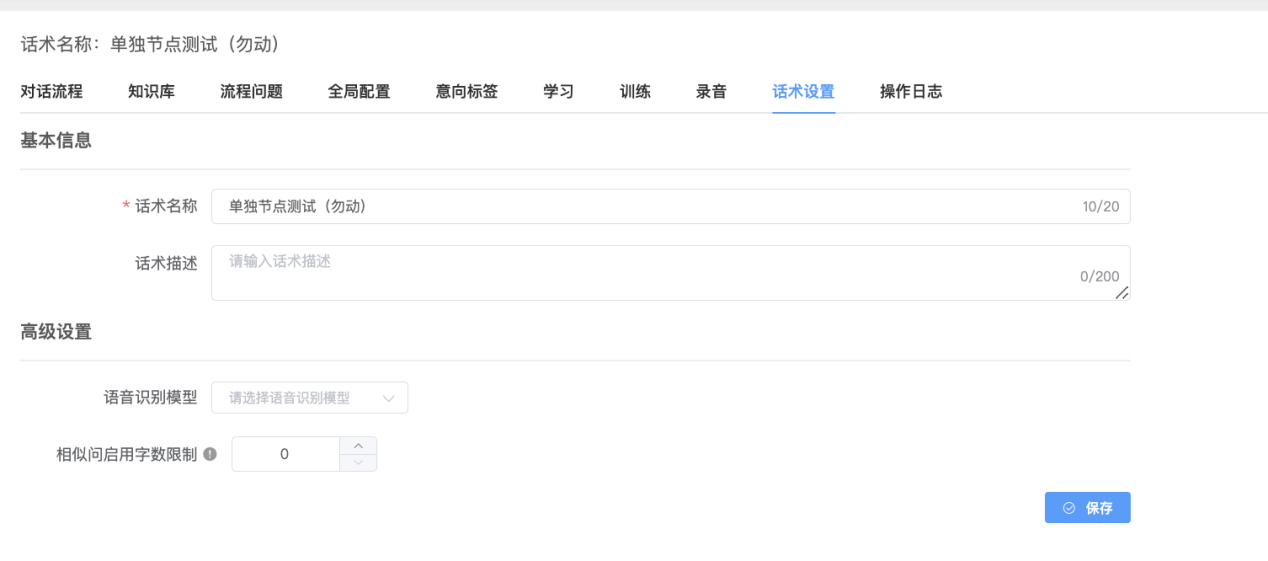 话术名称：单独节点测试（勿动）
对话流程 知识库 流程问题 全局配置 意向标签 学习 训练 录音 话术设置 操作日志
基本信息
* 话术名称 单独节点测试（勿动） 10/20
话术描述 请输入话术描述 0/200
高级设置
语音识别模型 请选择语音识别模型
相似问启用字数限制 0
保存